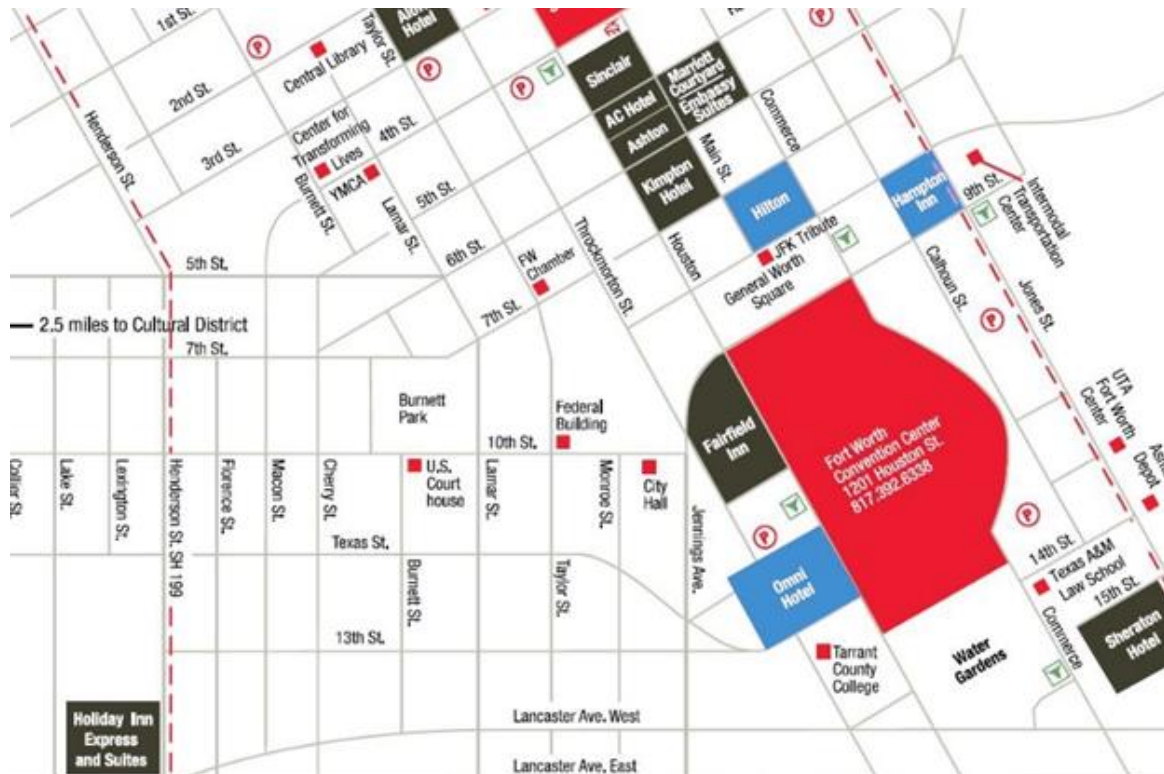 1st St.
Taylor St.
Hotel
Sinclair
Marriott
Courtyard
Embassy
Suites
Central Library
2nd St.
AC Hotel
Commerce
Henderson St.
Center for
Transforming
Lives
4th St.
Ashton
Main St.
3rd St.
YMCA
Burnett St.
Lamar St.
5th St.
Kimpton
Hotel
Hilton
Hampton
Inn
9th St.
Intermodal
Transportation
Center
6th St.
FW
Chamber
Throckmorton St.
Houston
JFK Tribute
General Worth
Square
Calhoun St.
Jones St.
5th St.
7th St.
2.5 miles to Cultural District
7th St.
Burnett
Park
Federal
Building
10th St.
Fairfield
Inn
Fort Worth
Convention Center
1201 Houston St.
817.392.6338
UTA
Fort Worth
Center
Depot
Collier St.
Lake St.
Lexington St.
Henderson St. SH 199
Florence St.
Macon St.
Cherry St.
U.S.
Court
house
Lamar St.
Monroe St.
City
Hall
Jennings Ave.
P
P
P
P
P
P
P
Texas St.
Burnett St.
Taylor St.
Omni
Hotel
14th St.
Texas A&M
Law School
15th St.
13th St.
Commerce
Sheraton
Hotel
Tarrant
County
College
Water
Gardens
Holiday Inn
Express
and Suites
Lancaster Ave. West
Lancaster Ave. East